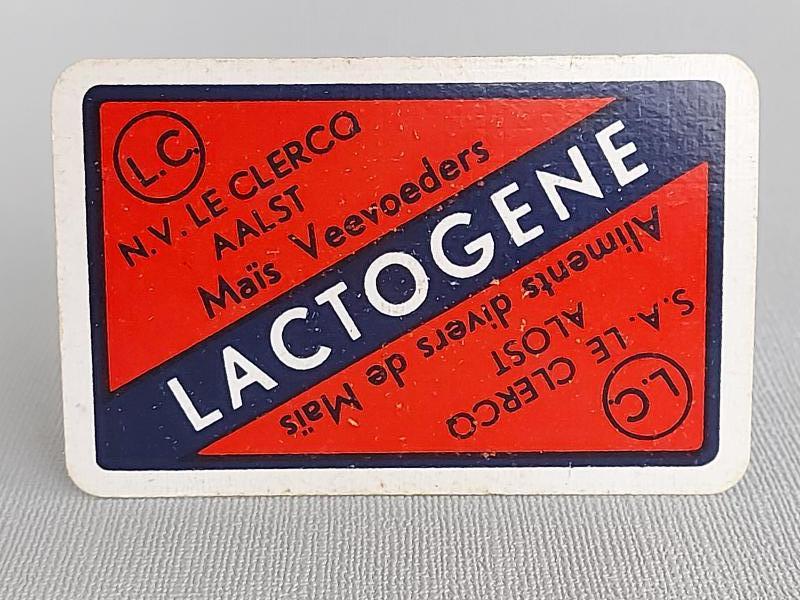 L.C.
N.V. LE CLERCQ
AALST
Maïs Veevoeders
LACTOGENE
L.C.
S.A. LE CLERCQ
ALOST
Aliments divers de Maïs